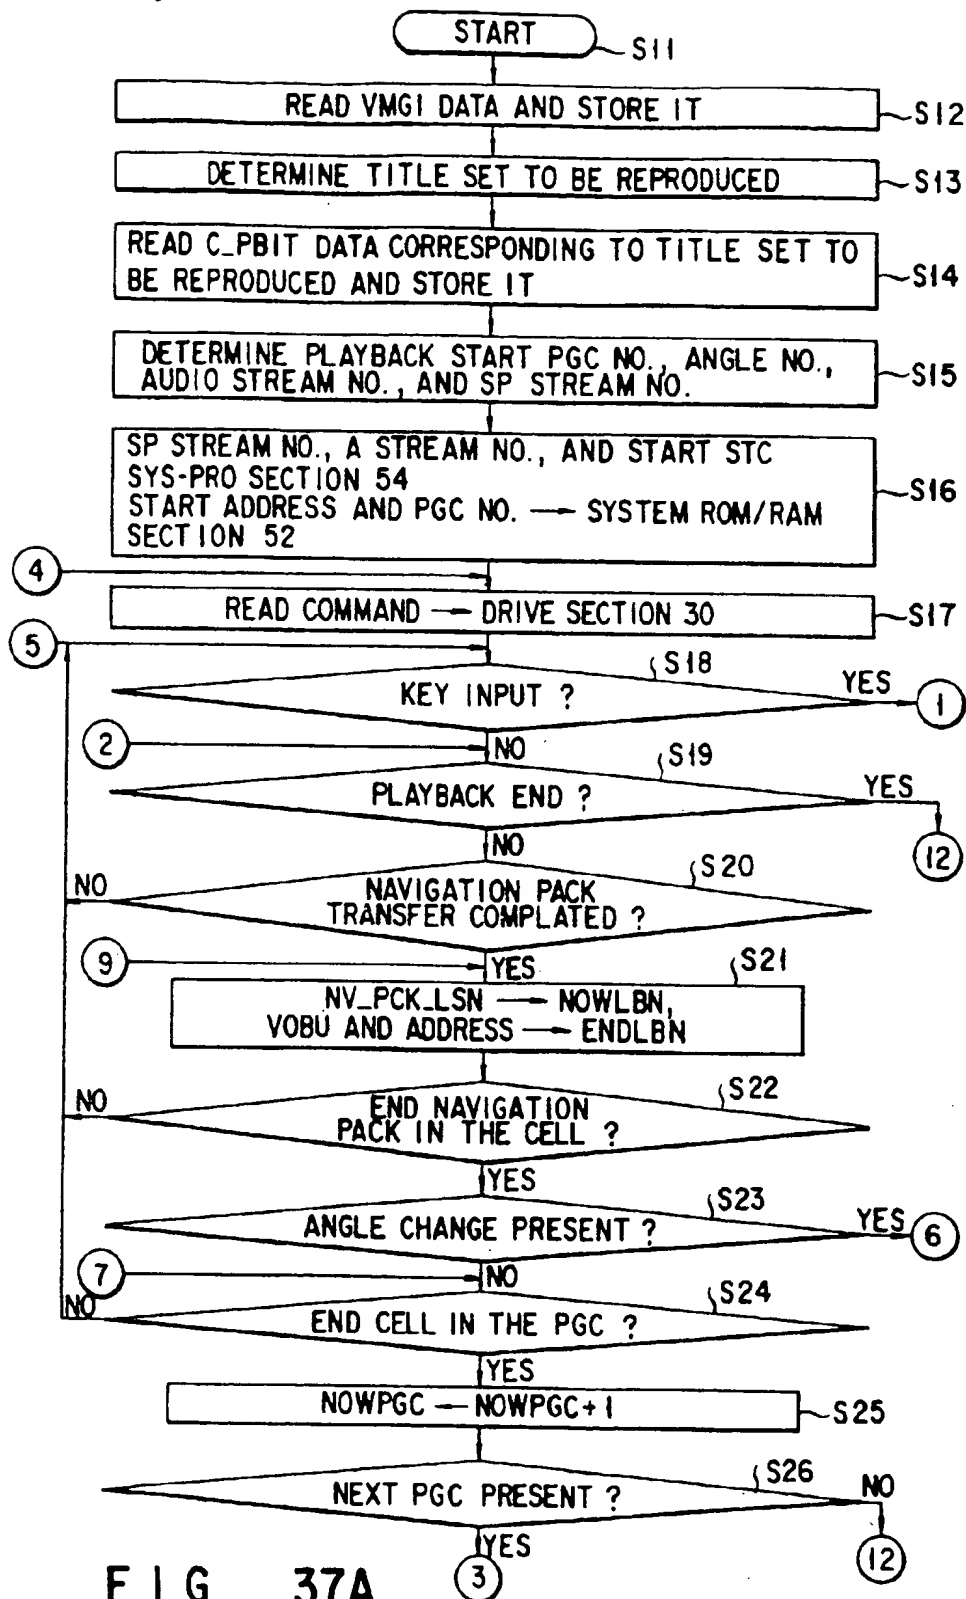 START
S11
READ VMGI DATA AND STORE IT
S12
DETERMINE TITLE SET TO BE REPRODUCED
S13
READ C_PBIT DATA CORRESPONDING TO TITLE SET TO
BE REPRODUCED AND STORE IT
S14
DETERMINE PLAYBACK START PGC NO., ANGLE NO.,
AUDIO STREAM NO., AND SP STREAM NO.
S15
SP STREAM NO., A STREAM NO., AND START STC
SYS-PRO SECTION 54
START ADDRESS AND PGC NO. → SYSTEM ROM/RAM
SECTION 52
S16
4
READ COMMAND → DRIVE SECTION 30
S17
5
S18
KEY INPUT ?
YES
1
2
NO
S19
PLAYBACK END ?
YES
12
NO
S20
NO
NAVIGATION PACK
TRANSFER COMPLATED ?
9
YES
S21
NV_PCK_LSN → NOWLBN,
VOBU AND ADDRESS → ENDLBN
S22
NO
END NAVIGATION
PACK IN THE CELL ?
YES
S23
ANGLE CHANGE PRESENT ?
YES
6
7
NO
S24
NO
END CELL IN THE PGC ?
YES
NOWPGC ← NOWPGC+1
S25
S26
NEXT PGC PRESENT ?
NO
12
YES
3
FIG 37A